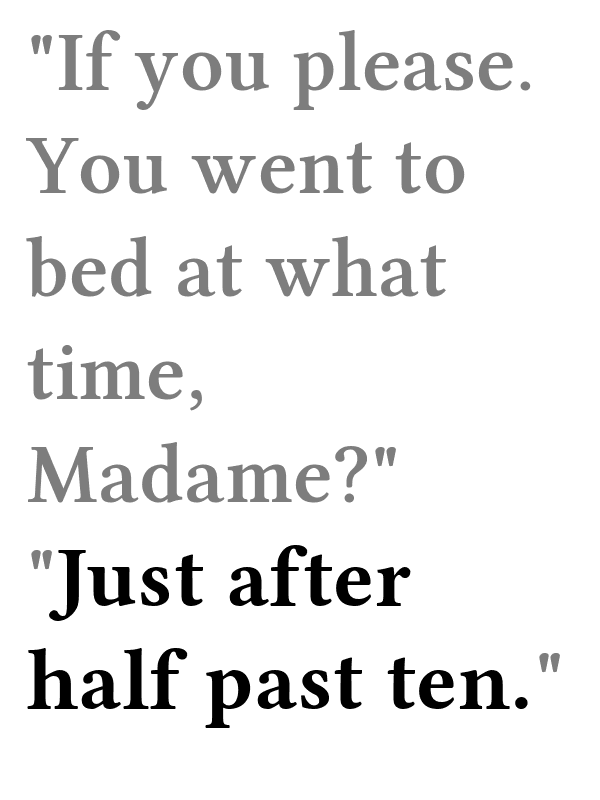 "If you please.
You went to
bed at what
time,
Madame?"
"Just after
half past ten."